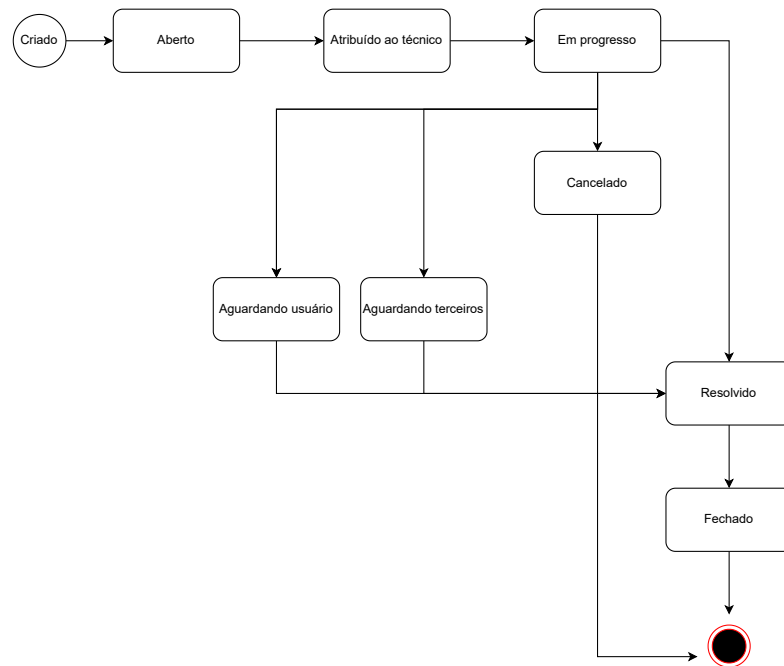 Criado
Aberto
Atribuído ao técnico
Em progresso
Cancelado
Aguardando usuário
Aguardando terceiros
Resolvido
Fechado